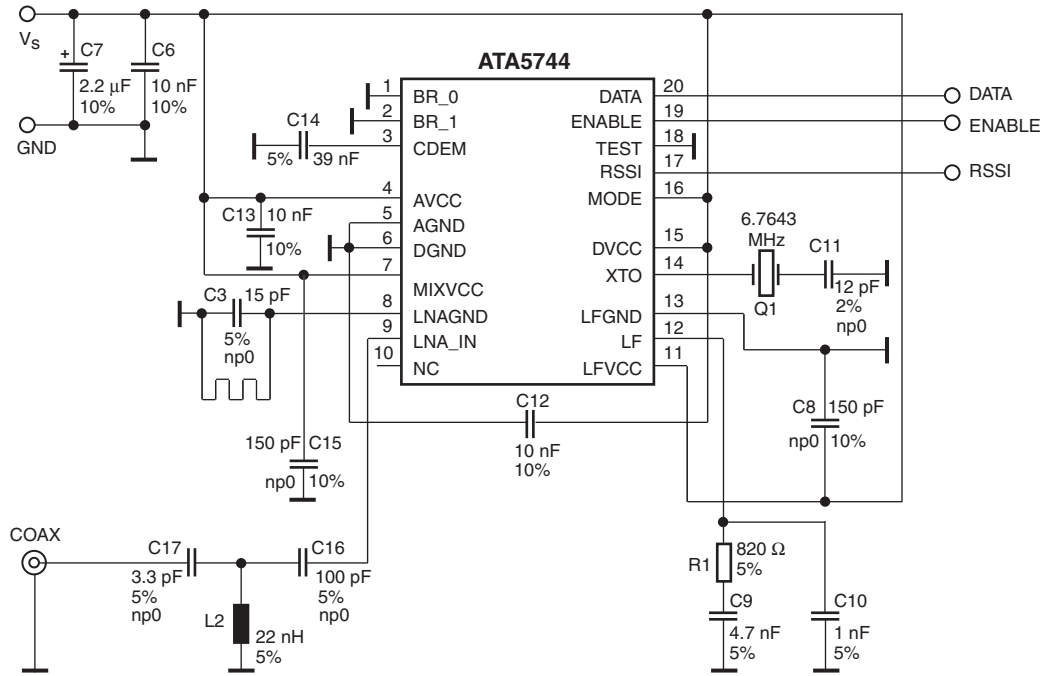 VS
GND
+ C7
2.2 μF
10%
C6
10 nF
10%
ATA5744
1
2
3
4
5
6
7
8
9
10
BR_0
BR_1
CDEM
AVCC
AGND
DGND
MIXVCC
LNAGND
LNA_IN
NC
DATA
ENABLE
TEST
RSSI
MODE
DVCC
XTO
LFGND
LF
LFVCC
20
19
18
17
16
15
14
13
12
11
DATA
ENABLE
RSSI
C14
5% 39 nF
C13 10 nF
10%
C3 15 pF
5%
np0
6.7643
MHz
Q1
C11
12 pF
2%
np0
C12
10 nF
10%
C8 150 pF
np0 10%
150 pF C15
np0 10%
COAX
C17
3.3 pF
5%
np0
C16
100 pF
5%
np0
L2
22 nH
5%
R1 820 Ω
5%
C9
4.7 nF
5%
C10
1 nF
5%